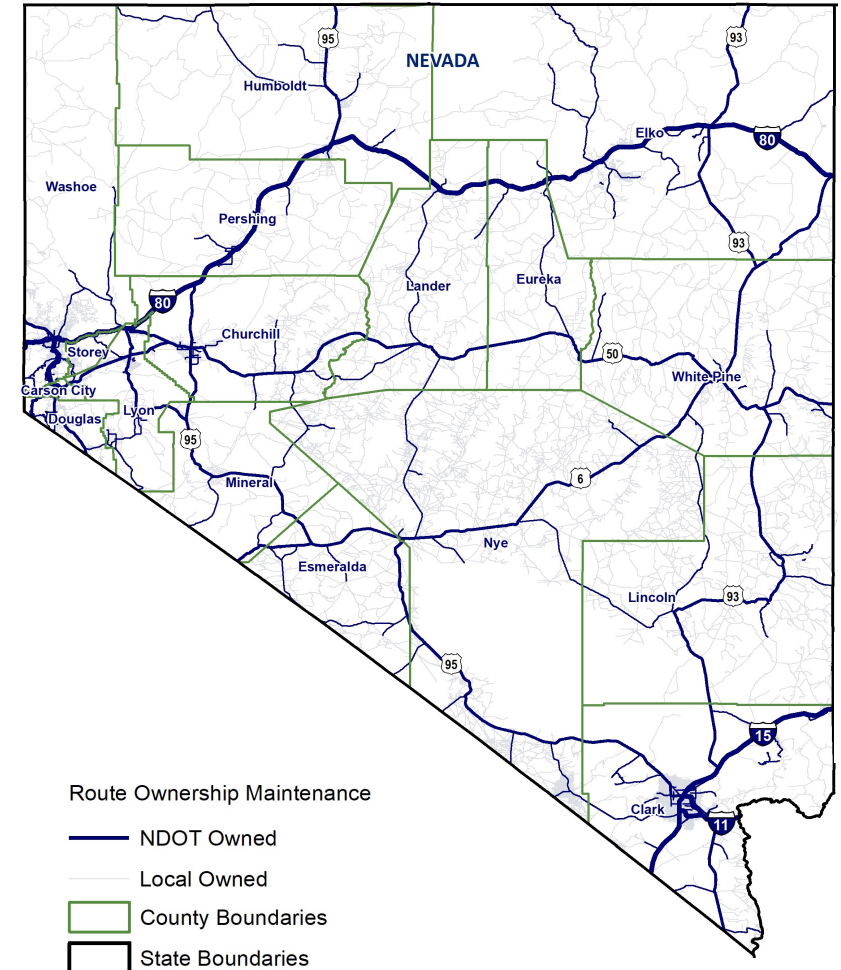 95
93
NEVADA
Humboldt
Elko
80
Washoe
Pershing
93
Lander
Eureka
80
Churchill
Storey
50
White Pine
Carson City
Lyon
Douglas
95
Mineral
6
Nye
Esmeralda
Lincoln
93
95
15
Clark
11
Route Ownership Maintenance
NDOT Owned
Local Owned
County Boundaries
State Boundaries